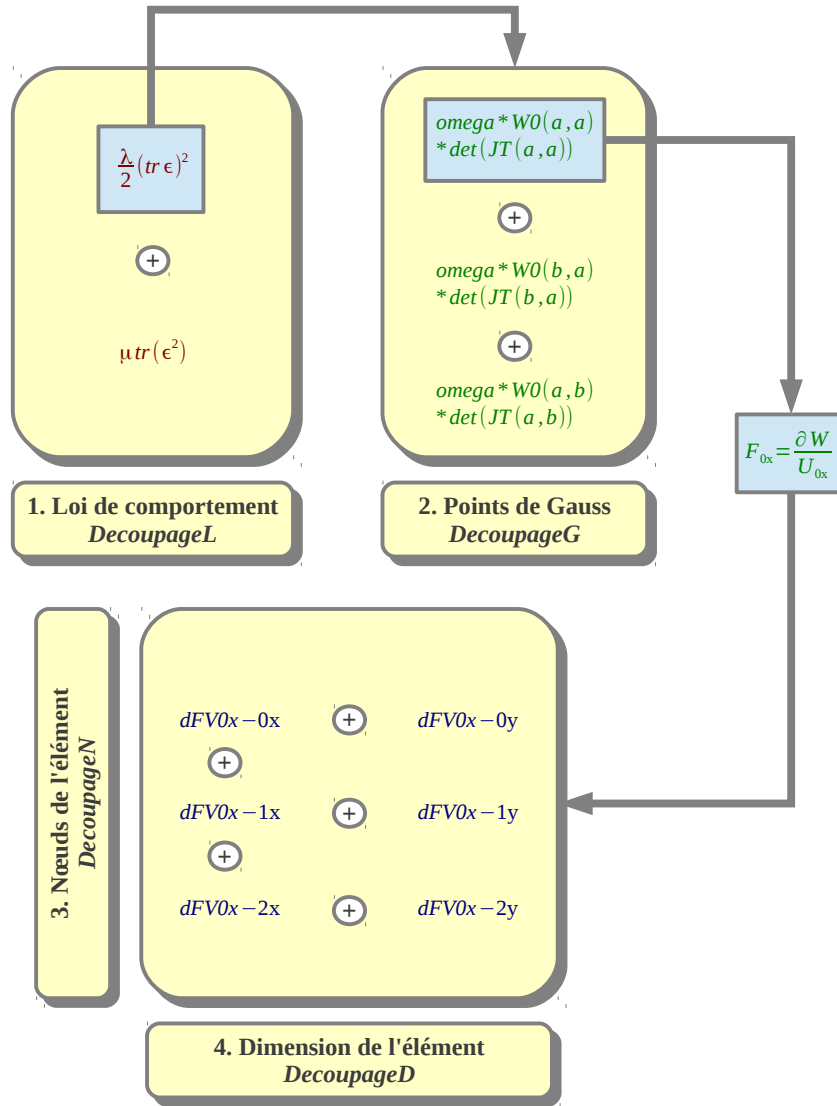 λ/2 (tr ϵ)²
+
μ tr(ϵ²)
1. Loi de comportement
DecoupageL
omega*W0(a,a)
*det(JT(a,a))
+
omega*W0(b,a)
*det(JT(b,a))
+
omega*W0(a,b)
*det(JT(a,b))
2. Points de Gauss
DecoupageG
F₀ₓ=∂W/U₀ₓ
3. Nœuds de l'élément
DecoupageN
dFV0x−0x + dFV0x−0y
+
dFV0x−1x + dFV0x−1y
+
dFV0x−2x + dFV0x−2y
4. Dimension de l'élément
DecoupageD